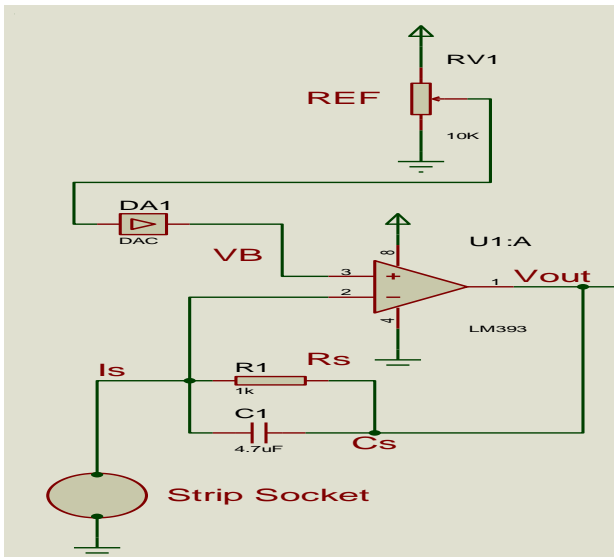 RV1
REF
10K
DA1
DAC
VB
U1:A
8
3
+
2
−
1
Vout
4
LM393
Is
R1
Rs
1k
C1
Cs
4.7uF
Strip Socket